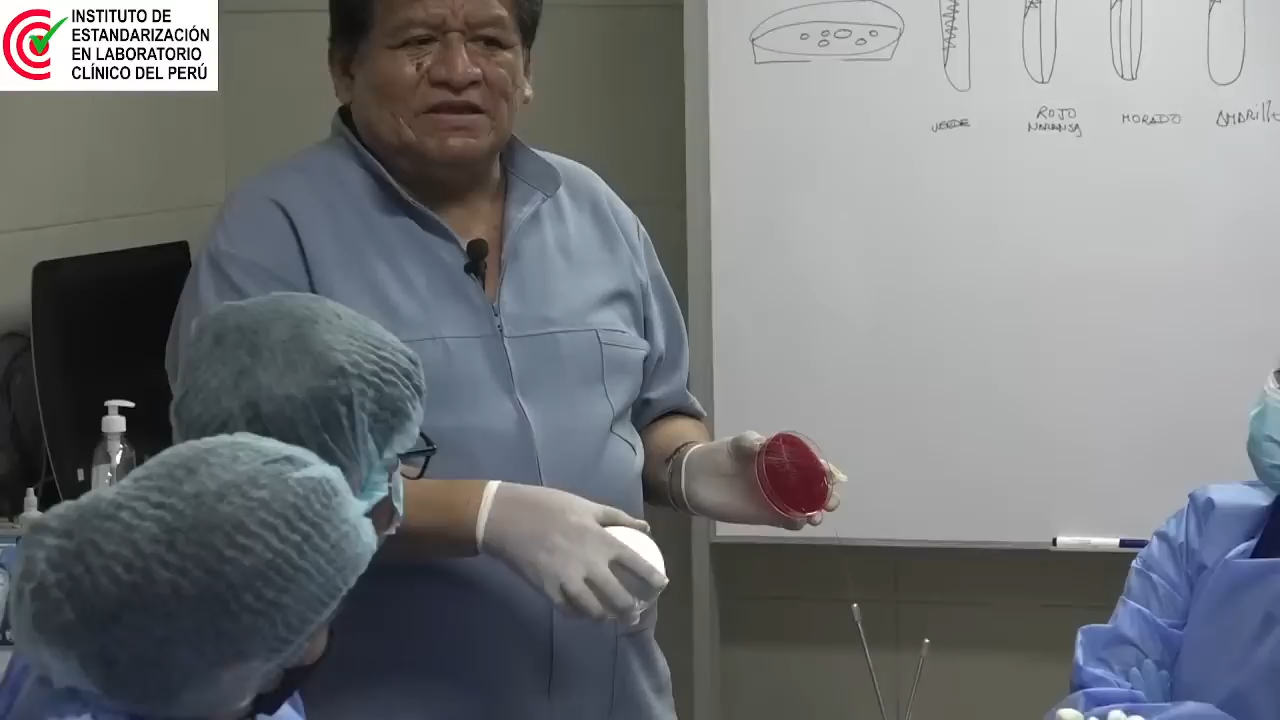 INSTITUTO DE
ESTANDARIZACIÓN
EN LABORATORIO
CLÍNICO DEL PERÚ
VERDE
ROJO
NARANJA
MORADO
AMARILLO